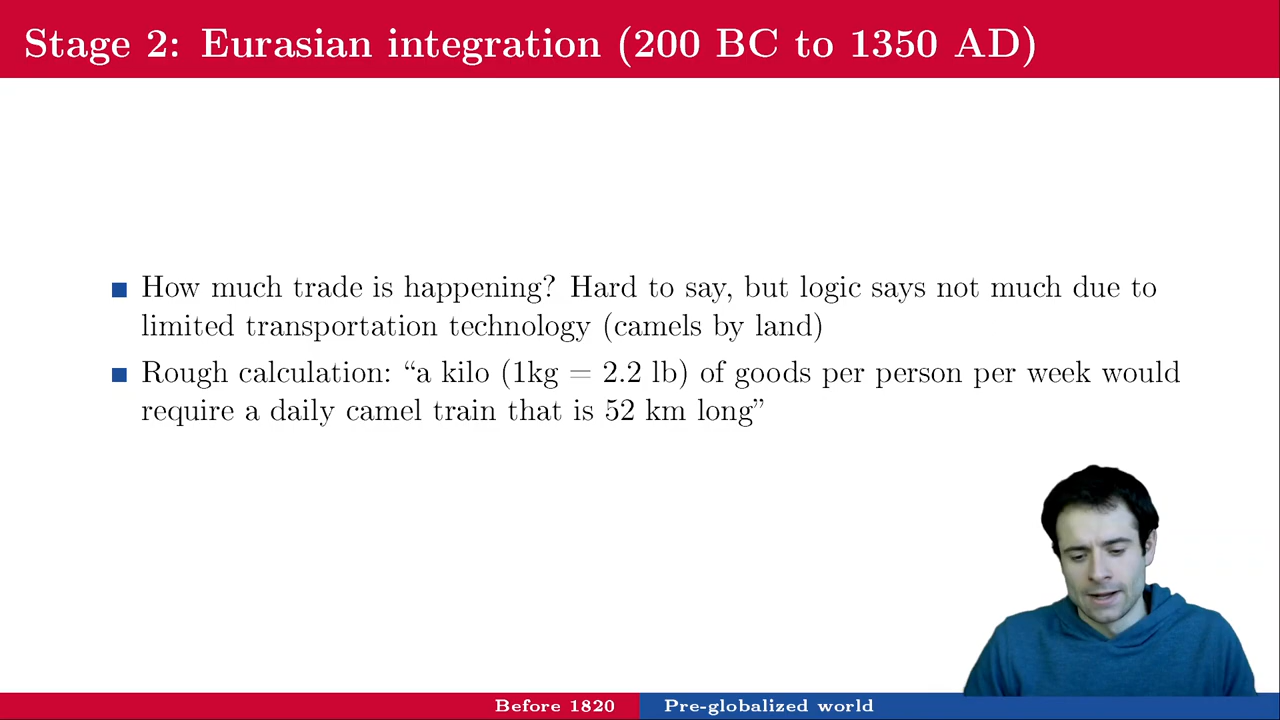 Stage 2: Eurasian integration (200 BC to 1350 AD)
How much trade is happening? Hard to say, but logic says not much due to
limited transportation technology (camels by land)
Rough calculation: “a kilo (1kg = 2.2 lb) of goods per person per week would
require a daily camel train that is 52 km long”
Before 1820
Pre-globalized world